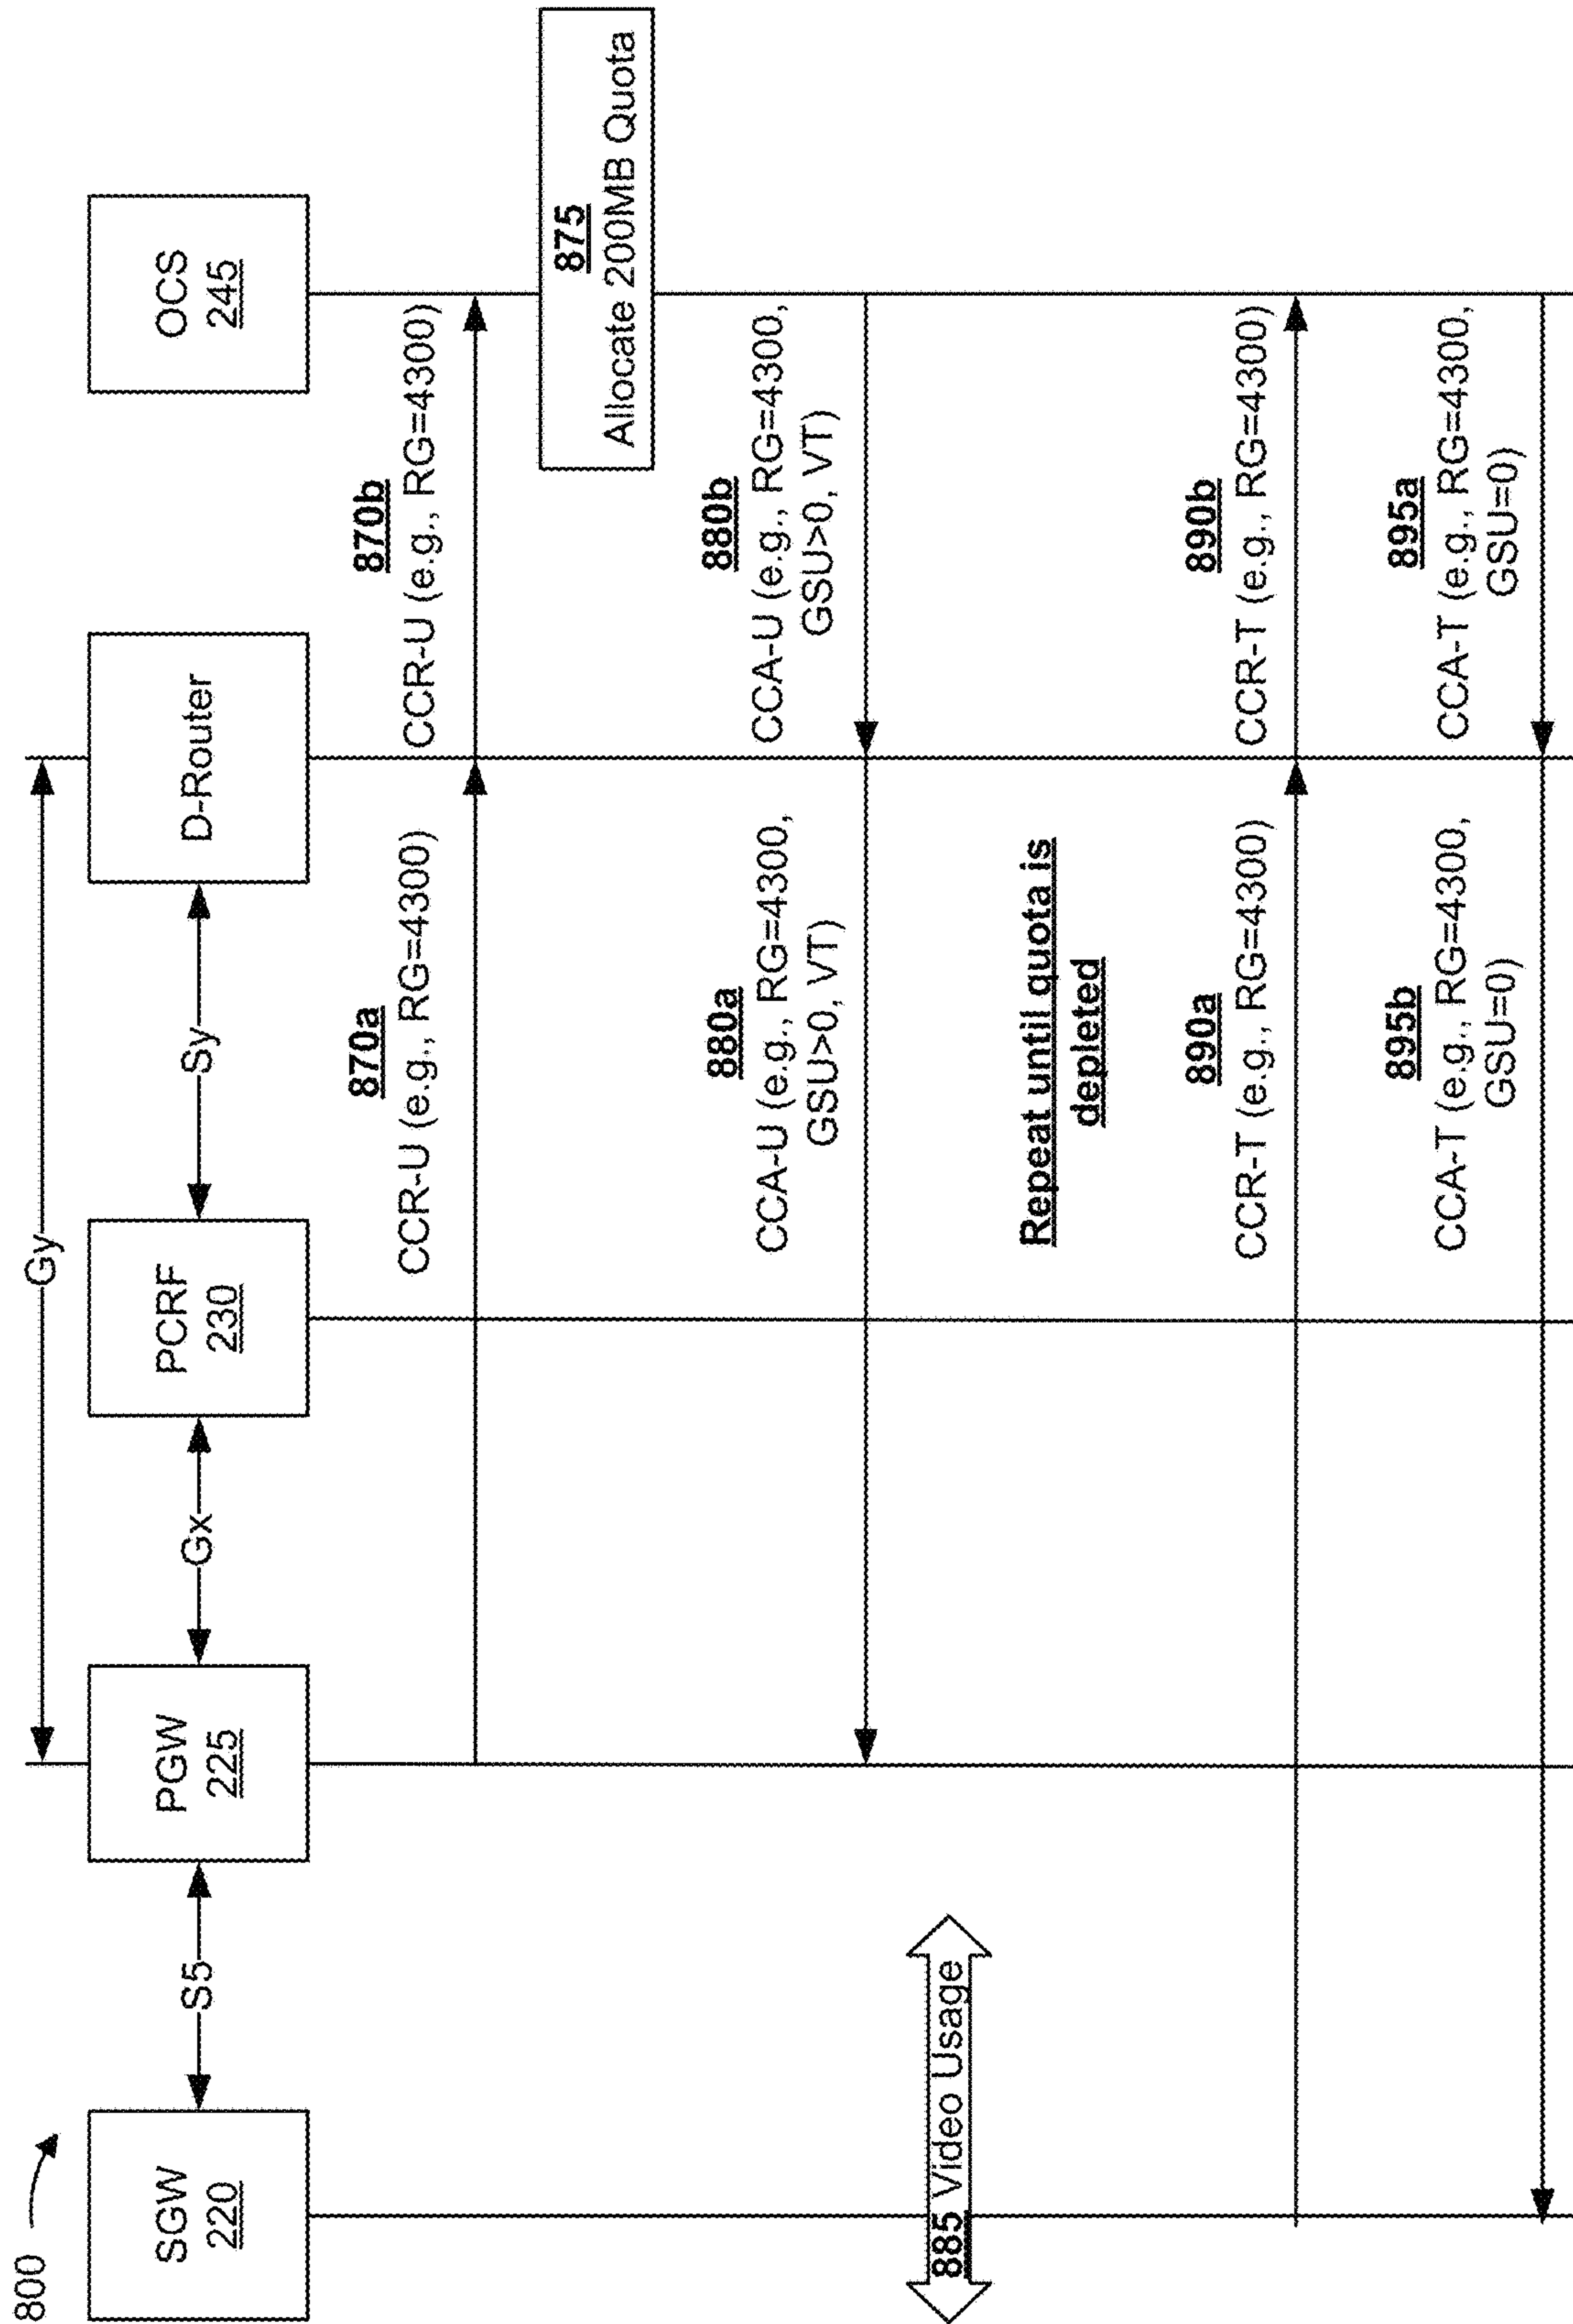 800
Gy
SGW
220
S5
PGW
225
Gx
PCRF
230
Sy
D-Router
OCS
245
870a
CCR-U (e.g., RG=4300)
870b
CCR-U (e.g., RG=4300)
875
Allocate 200MB Quota
880a
CCA-U (e.g., RG=4300,
GSU>0, VT)
880b
CCA-U (e.g., RG=4300,
GSU>0, VT)
885 Video Usage
Repeat until quota is
depleted
890a
CCR-T (e.g., RG=4300)
890b
CCR-T (e.g., RG=4300)
895b
CCA-T (e.g., RG=4300,
GSU=0)
895a
CCA-T (e.g., RG=4300,
GSU=0)